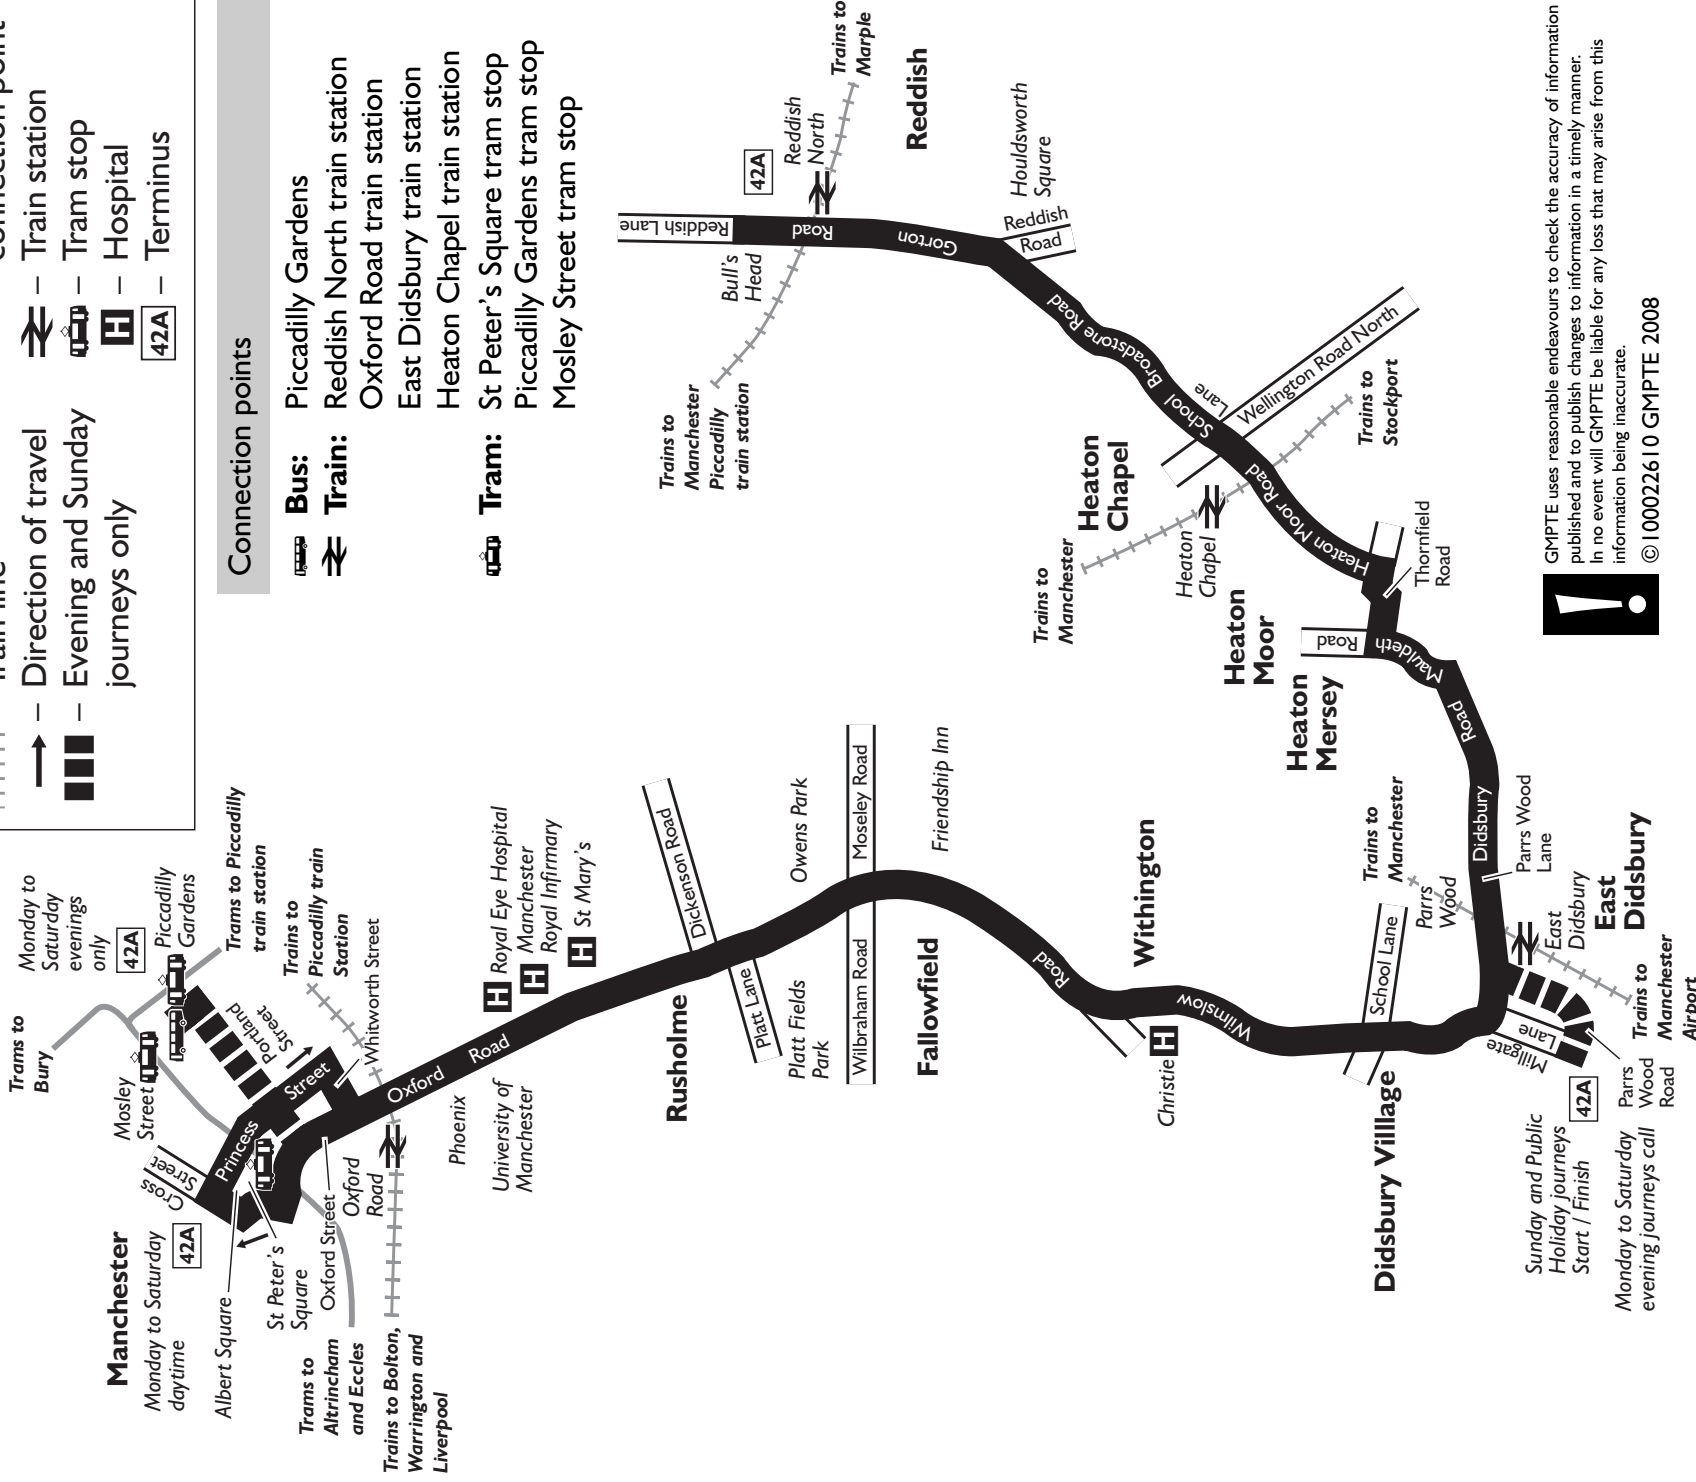 Connection point
Train line
– Train station
– Direction of travel
– Tram stop
– Evening and Sunday
journeys only
– Hospital
42A – Terminus
Connection points
Bus: Piccadilly Gardens
Train: Reddish North train station
Oxford Road train station
East Didsbury train station
Heaton Chapel train station
Tram: St Peter's Square tram stop
Piccadilly Gardens tram stop
Mosley Street tram stop
Manchester
Monday to Saturday
daytime
42A
Cross
Street
Albert Square
Princess
Street
St Peter's
Square
Oxford Street
Trams to
Altrincham
and Eccles
Trains to Bolton,
Warrington and
Liverpool
Oxford
Road
Trams to
Bury
Mosley
Street
Monday to
Saturday
evenings
only
42A
Piccadilly
Gardens
Portland
Street
Trams to Piccadilly
train station
Trains to
Piccadilly train
Station
Whitworth Street
Oxford
Road
Phoenix
University of
Manchester
H Royal Eye Hospital
H Manchester
Royal Infirmary
H St Mary's
Rusholme
Dickenson Road
Platt Lane
Platt Fields
Park
Owens Park
Wilbraham Road
Moseley Road
Fallowfield
Friendship Inn
Road
Withington
Christie H
Wilmslow
Didsbury Village
School Lane
Parrs
Wood
Trains to
Manchester
East
Didsbury
East
Didsbury
Trains to
Manchester
Airport
Millgate
Lane
42A
Parrs
Wood
Road
Sunday and Public
Holiday journeys
Start / Finish
Monday to Saturday
evening journeys call
Parrs Wood
Lane
Didsbury
Road
Heaton
Mersey
Mauldeth
Road
Thornfield
Road
Heaton
Moor
Heaton Moor Road
Heaton
Chapel
Trains to
Manchester
Heaton
Chapel
Trains to
Stockport
Wellington Road North
School
Lane
Broadstone Road
Reddish
Road
Houldsworth
Square
Reddish
Gorton
Road
Reddish Lane
Bull's
Head
42A
Reddish
North
Trains to
Marple
Trains to
Manchester
Piccadilly
train station
GMPTE uses reasonable endeavours to check the accuracy of information
published and to publish changes to information in a timely manner.
In no event will GMPTE be liable for any loss that may arise from this
information being inaccurate.
©100022610 GMPTE 2008